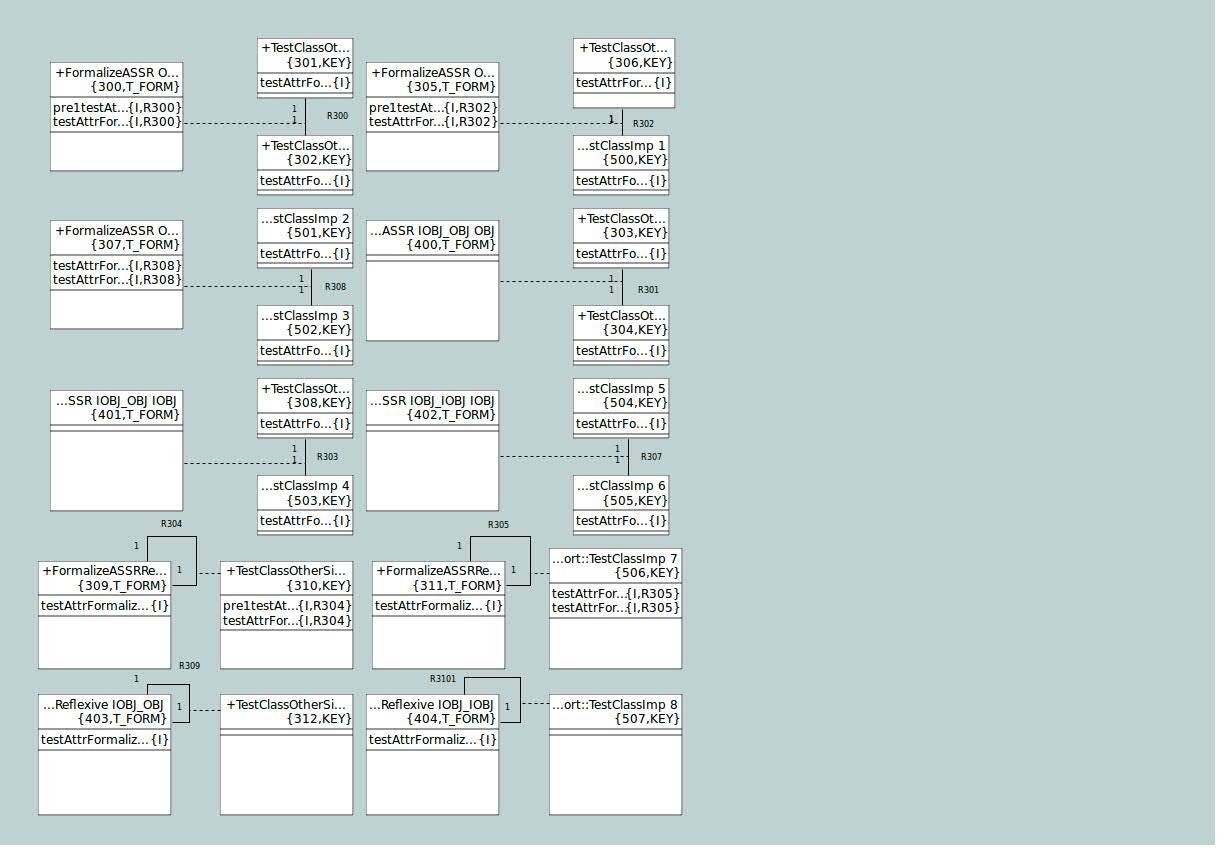 +FormalizeASSR O...
{300,T_FORM}
pre1testAt...{I,R300}
testAttrFor...{I,R300}
+TestClassOt...
{301,KEY}
testAttrFo...{I}
1
1
R300
+TestClassOt...
{302,KEY}
testAttrFo...{I}
+FormalizeASSR O...
{305,T_FORM}
pre1testAt...{I,R302}
testAttrFor...{I,R302}
+TestClassOt...
{306,KEY}
testAttrFo...{I}
1
R302
...stClassImp 1
{500,KEY}
testAttrFo...{I}
+FormalizeASSR O...
{307,T_FORM}
testAttrFor...{I,R308}
testAttrFor...{I,R308}
...stClassImp 2
{501,KEY}
testAttrFo...{I}
1
1
R308
...stClassImp 3
{502,KEY}
testAttrFo...{I}
...ASSR IOBJ_OBJ OBJ
{400,T_FORM}
+TestClassOt...
{303,KEY}
testAttrFo...{I}
1
1
R301
+TestClassOt...
{304,KEY}
testAttrFo...{I}
...SSR IOBJ_OBJ IOBJ
{401,T_FORM}
+TestClassOt...
{308,KEY}
testAttrFo...{I}
1
1
R303
...stClassImp 4
{503,KEY}
testAttrFo...{I}
...SSR IOBJ_IOBJ IOBJ
{402,T_FORM}
...stClassImp 5
{504,KEY}
testAttrFo...{I}
1
1
R307
...stClassImp 6
{505,KEY}
testAttrFo...{I}
R304
1
1
+FormalizeASSRRe...
{309,T_FORM}
testAttrFormaliz...{I}
+TestClassOtherSi...
{310,KEY}
pre1testAt...{I,R304}
testAttrFor...{I,R304}
R305
1
1
+FormalizeASSRRe...
{311,T_FORM}
testAttrFormaliz...{I}
...ort::TestClassImp 7
{506,KEY}
testAttrFor...{I,R305}
testAttrFor...{I,R305}
R309
1
1
...Reflexive IOBJ_OBJ
{403,T_FORM}
testAttrFormaliz...{I}
+TestClassOtherSi...
{312,KEY}
R3101
1
...Reflexive IOBJ_IOBJ
{404,T_FORM}
testAttrFormaliz...{I}
...ort::TestClassImp 8
{507,KEY}